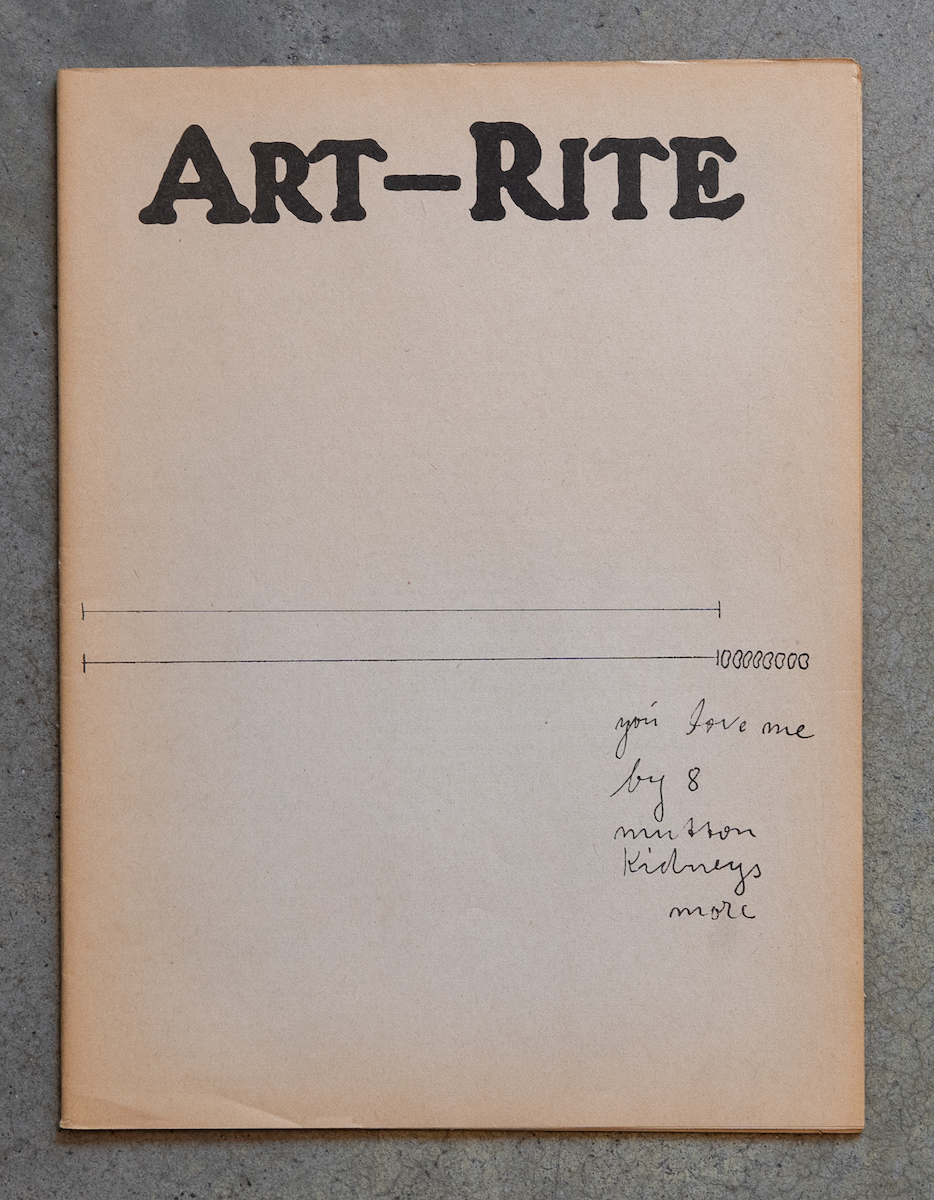 ART–RITE
you love me
by 8
mutton
Kidneys
more